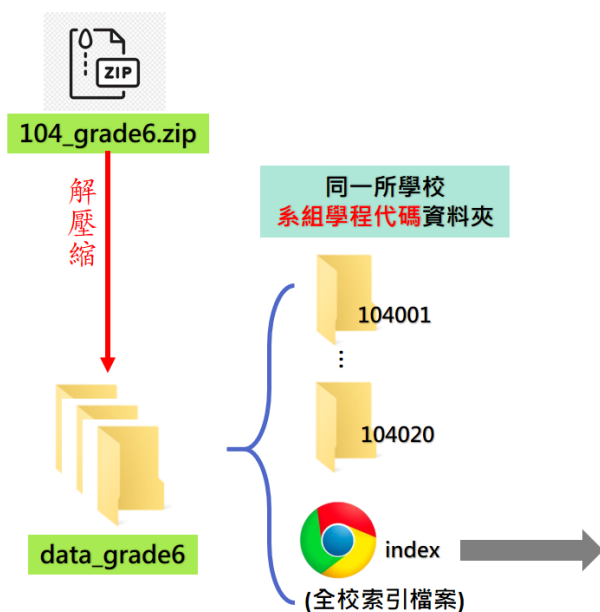 ZIP
104_grade6.zip
解壓縮
同一所學校
系組學程代碼資料夾
104001
⋮
104020
data_grade6
index
(全校索引檔案)